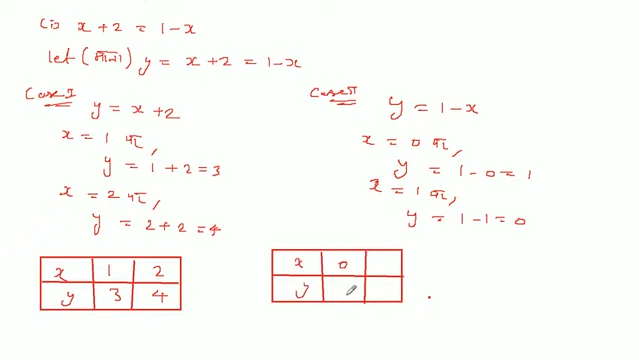 (i) x + 2 = 1 - x
let (माना) y = x + 2 = 1 - x
Case I
y = x + 2
x = 1 पर,
y = 1 + 2 = 3
x = 2 पर,
y = 2 + 2 = 4
x 1 2
y 3 4
Case II
y = 1 - x
x = 0 पर,
y = 1 - 0 = 1
x = 1 पर,
y = 1 - 1 = 0
x 0
y